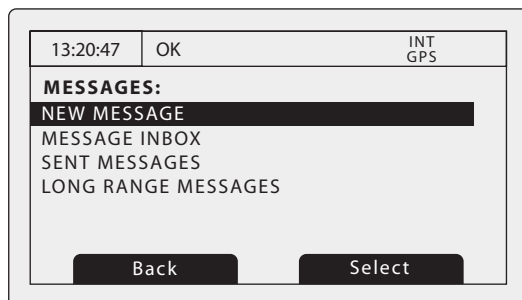 13:20:47 OK INT
GPS
MESSAGES:
NEW MESSAGE
MESSAGE INBOX
SENT MESSAGES
LONG RANGE MESSAGES
Back Select